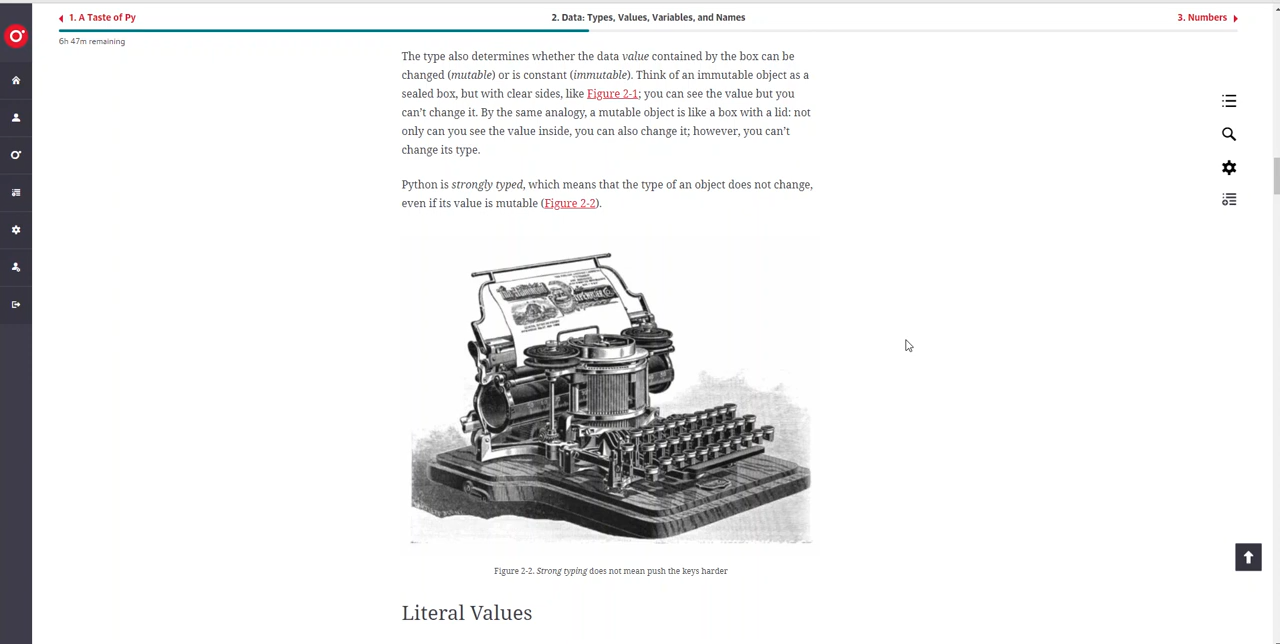 1. A Taste of Py
2. Data: Types, Values, Variables, and Names
3. Numbers
6h 47m remaining
The type also determines whether the data value contained by the box can be
changed (mutable) or is constant (immutable). Think of an immutable object as a
sealed box, but with clear sides, like Figure 2-1; you can see the value but you
can’t change it. By the same analogy, a mutable object is like a box with a lid: not
only can you see the value inside, you can also change it; however, you can’t
change its type.
Python is strongly typed, which means that the type of an object does not change,
even if its value is mutable (Figure 2-2).
Figure 2-2. Strong typing does not mean push the keys harder
Literal Values